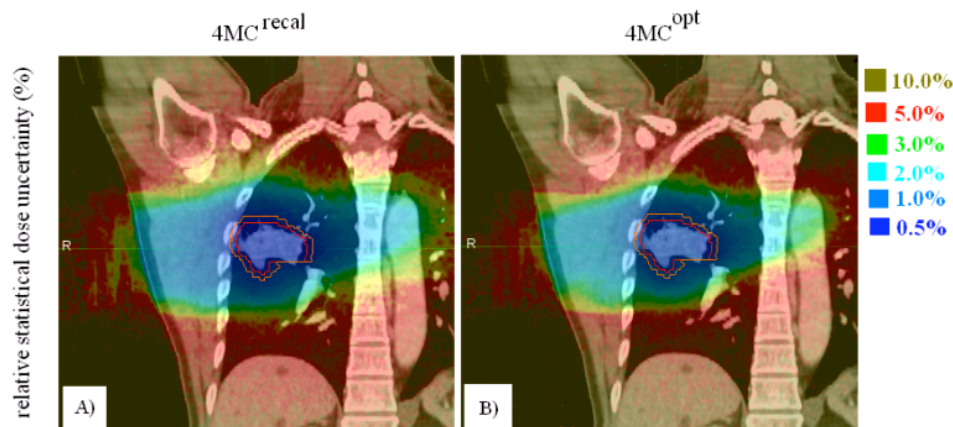 4MC recal
4MC opt
relative statistical dose uncertainty (%)
R
A)
R
B)
10.0%
5.0%
3.0%
2.0%
1.0%
0.5%